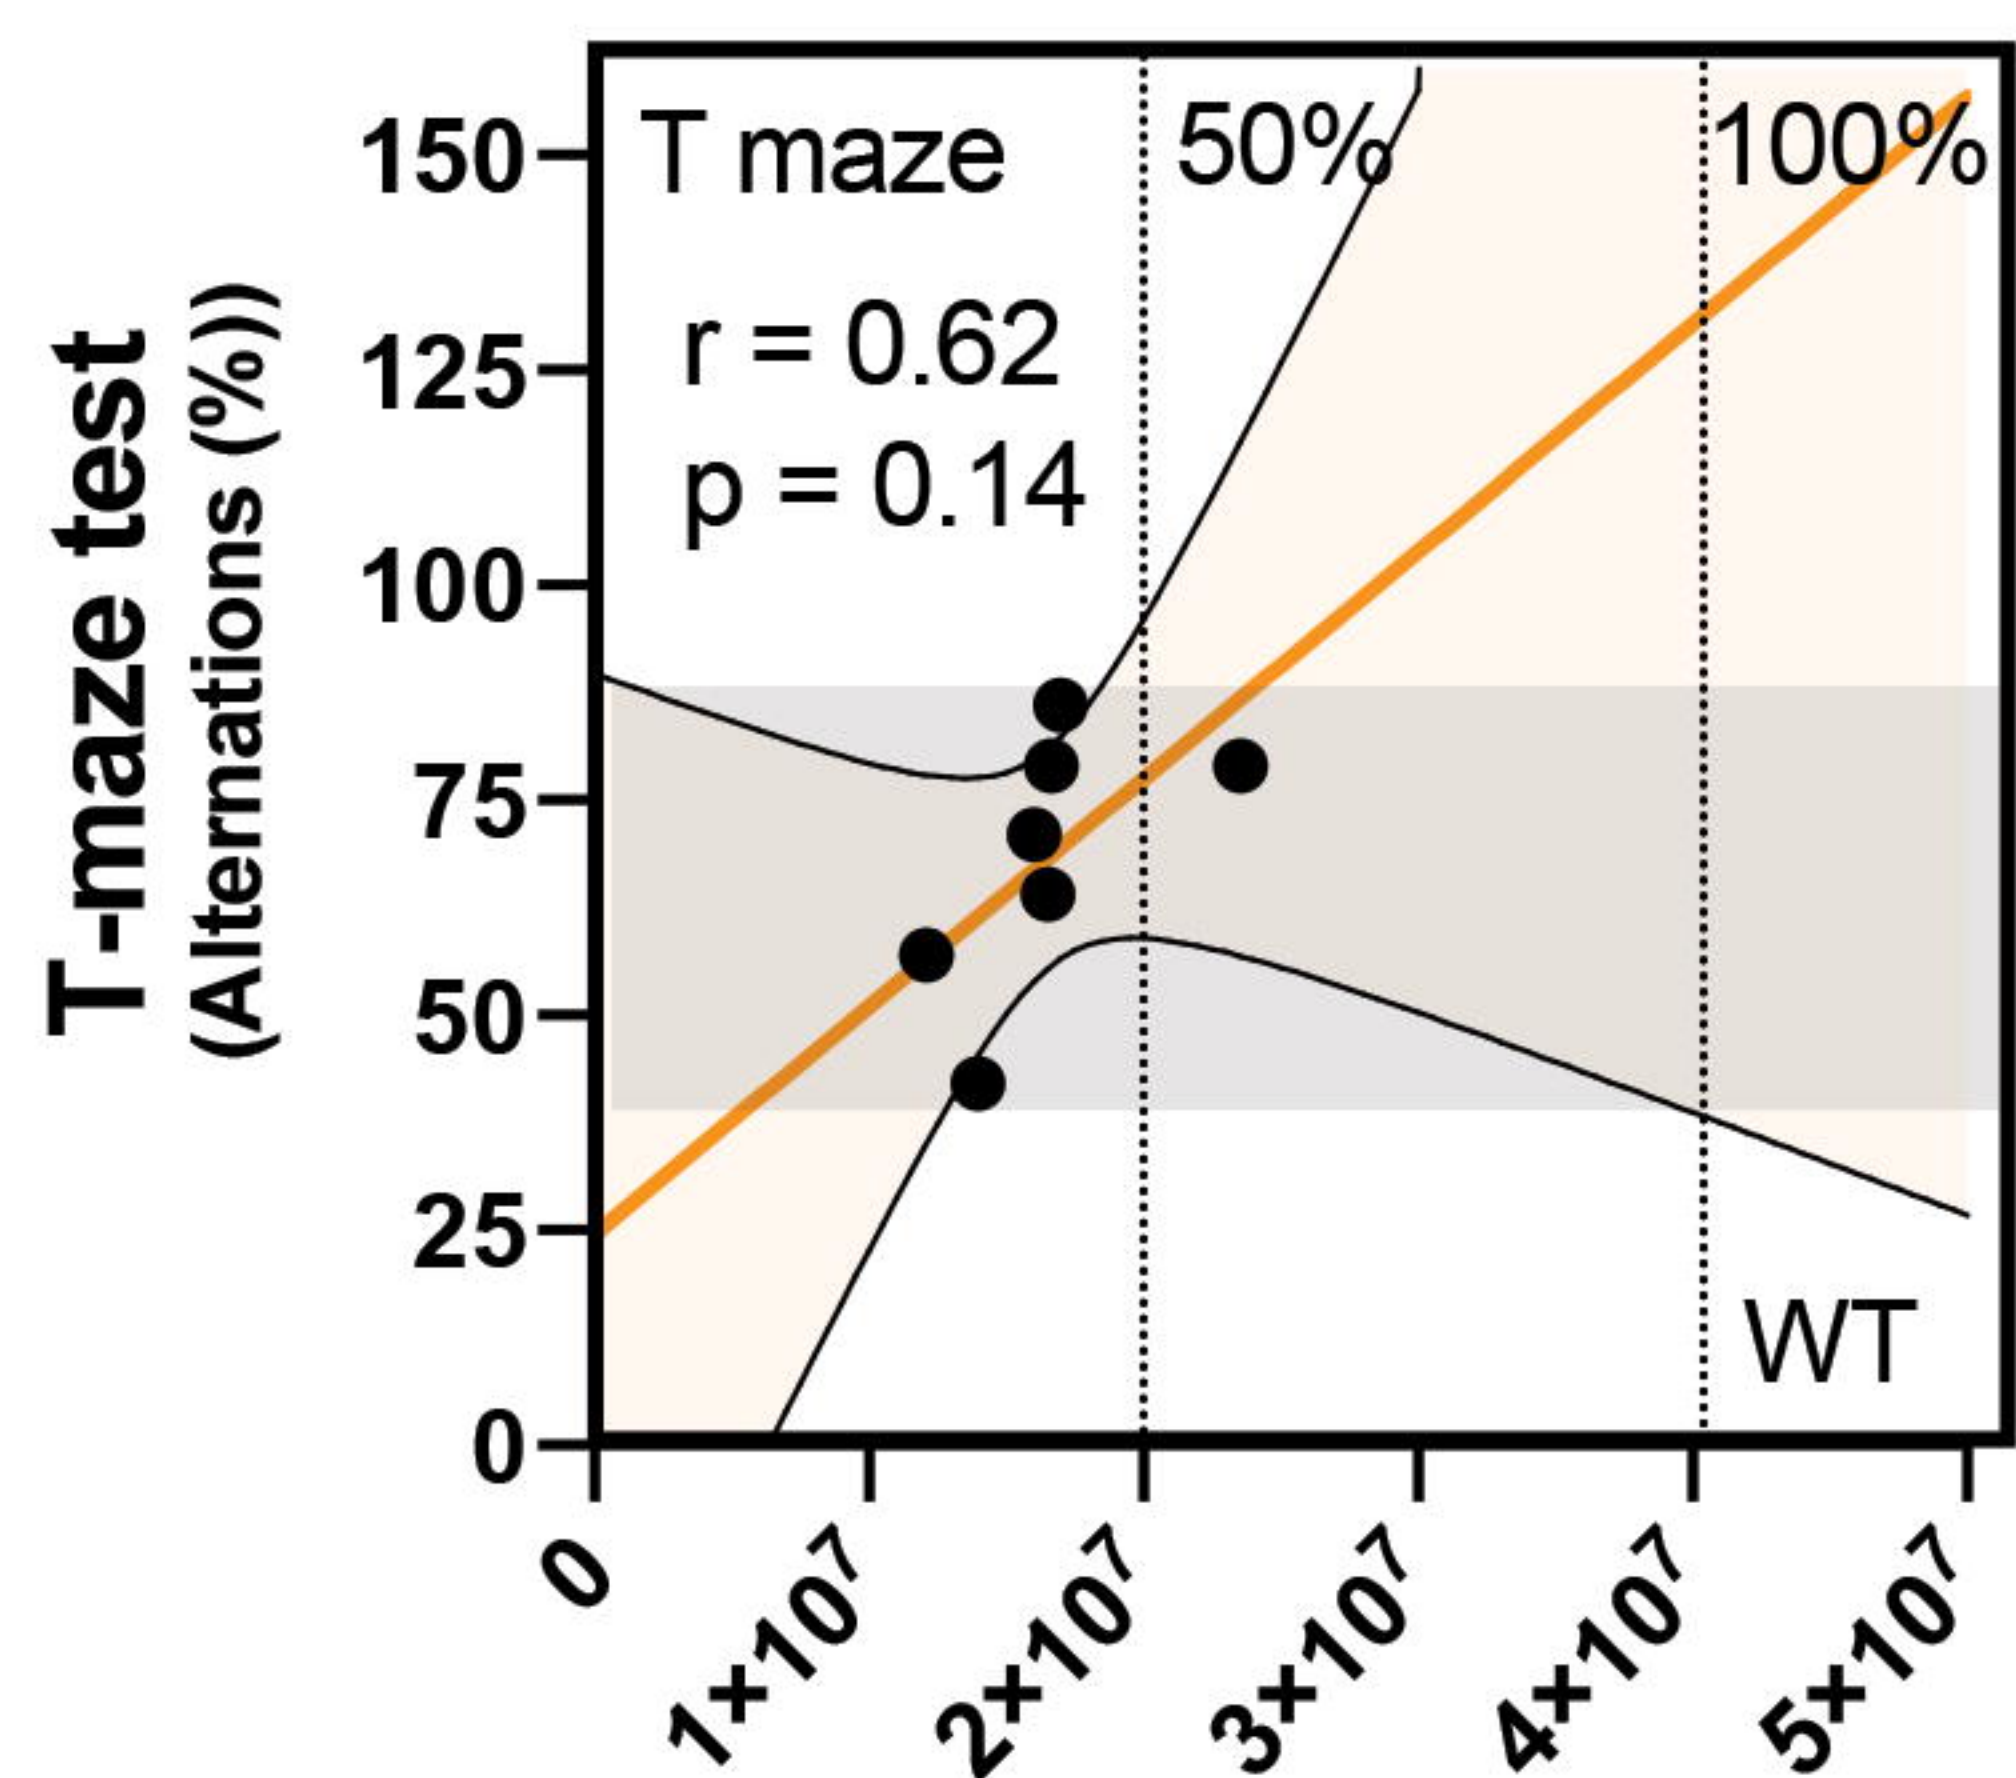 T-maze test
(Alternations (%))
150
125
100
75
50
25
0
T maze
50%
100%
r = 0.62
p = 0.14
WT
0
1×10⁷
2×10⁷
3×10⁷
4×10⁷
5×10⁷